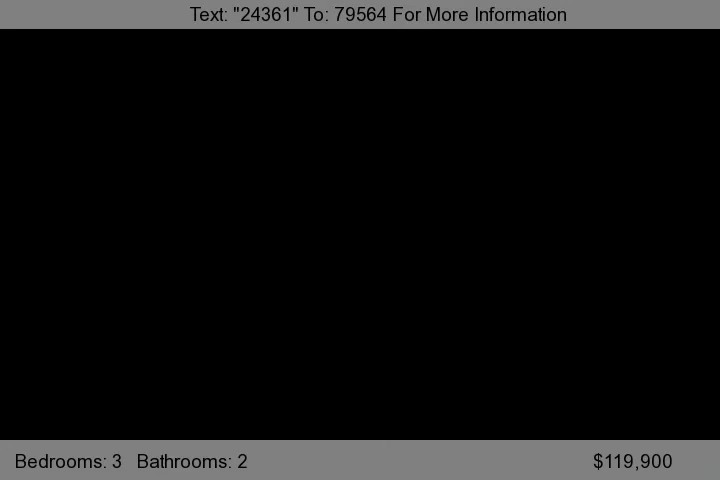 Text: "24361" To: 79564 For More Information
Bedrooms: 3 Bathrooms: 2 $119,900